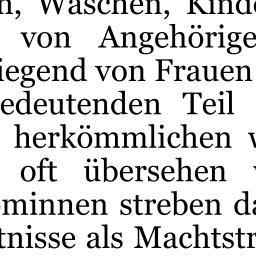 n, Waschen, Kinde
von Angehörige
iegend von Frauen
edeutenden Teil
herkömmlichen
oft übersehen
minnen streben da
tnisse als Machtstr